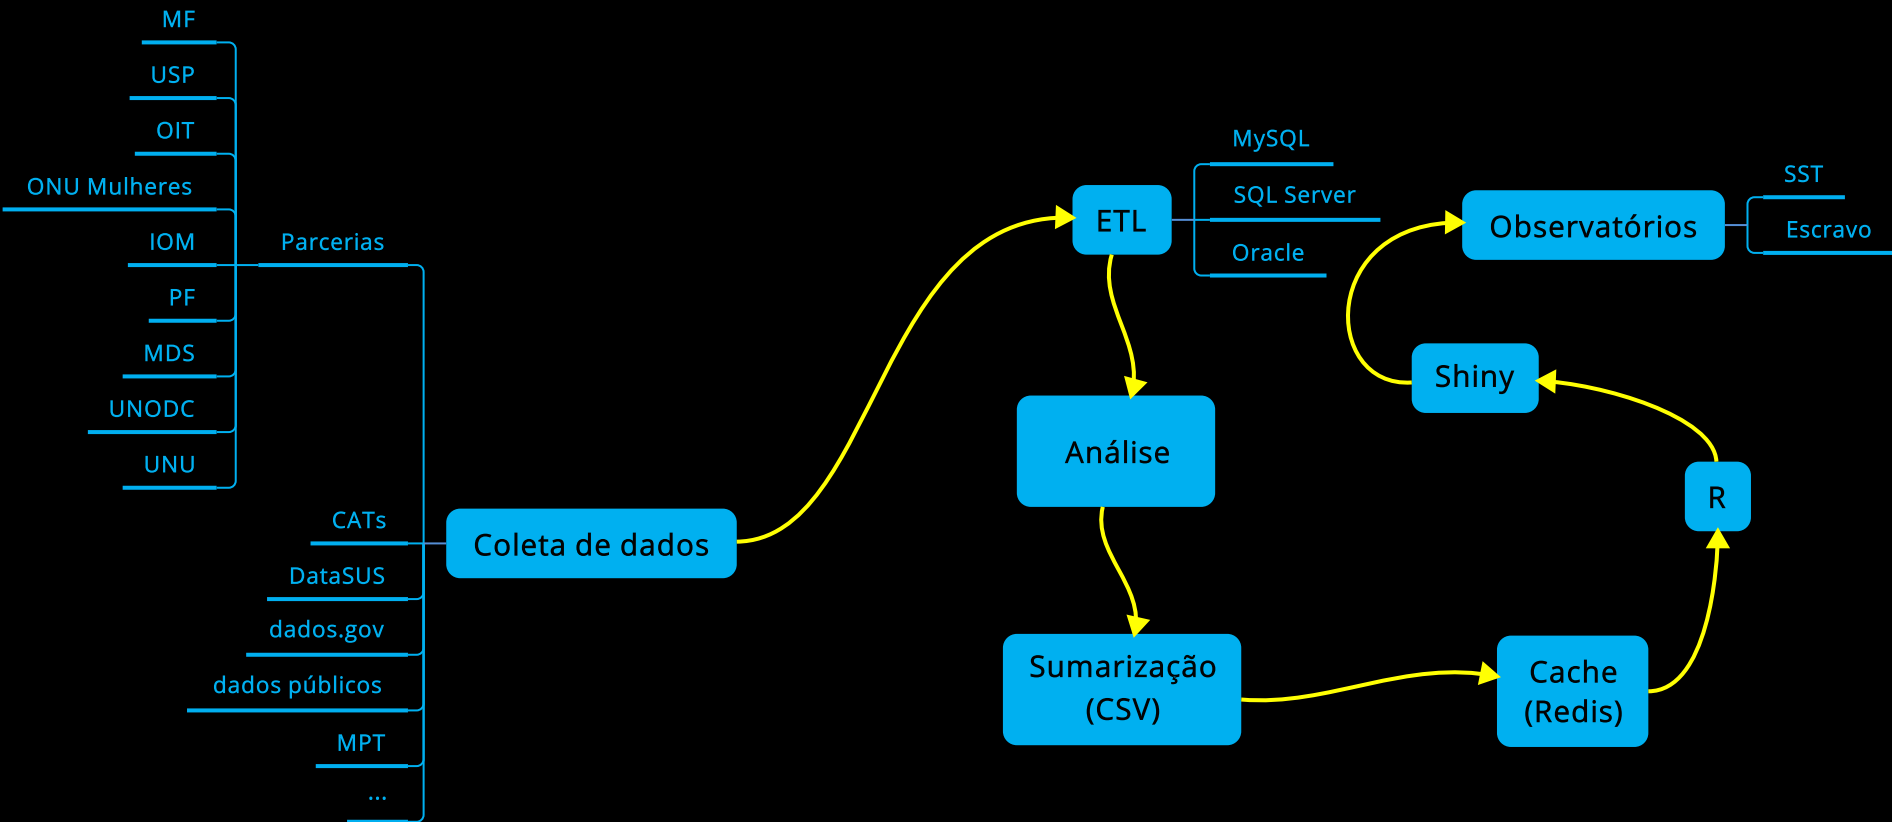 MF
USP
OIT
ONU Mulheres
IOM
PF
MDS
UNODC
UNU
Parcerias
CATs
DataSUS
dados.gov
dados públicos
MPT
...
Coleta de dados
ETL
MySQL
SQL Server
Oracle
Análise
Sumarização
(CSV)
Cache
(Redis)
R
Shiny
Observatórios
SST
Escravo